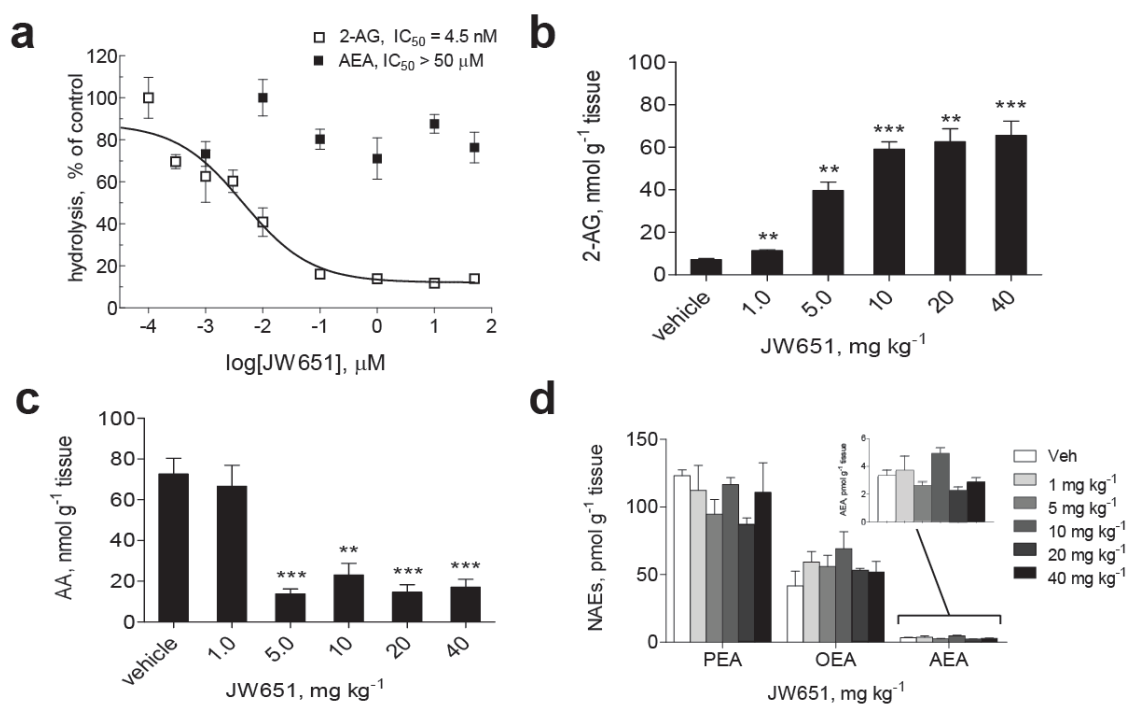 a
2-AG, IC50 = 4.5 nM
AEA, IC50 > 50 μM
hydrolysis, % of control
120
100
80
60
40
20
0
-4 -3 -2 -1 0 1 2
log[JW651], μM
b
2-AG, nmol g-1 tissue
100
80
60
40
20
0
** ** *** ** ***
vehicle 1.0 5.0 10 20 40
JW651, mg kg-1
c
AA, nmol g-1 tissue
100
80
60
40
20
0
*** ** *** ***
vehicle 1.0 5.0 10 20 40
JW651, mg kg-1
d
NAEs, pmol g-1 tissue
150
100
50
0
PEA OEA AEA
JW651, mg kg-1
AEA, pmol g-1 tissue
6
4
2
0
Veh
1 mg kg-1
5 mg kg-1
10 mg kg-1
20 mg kg-1
40 mg kg-1